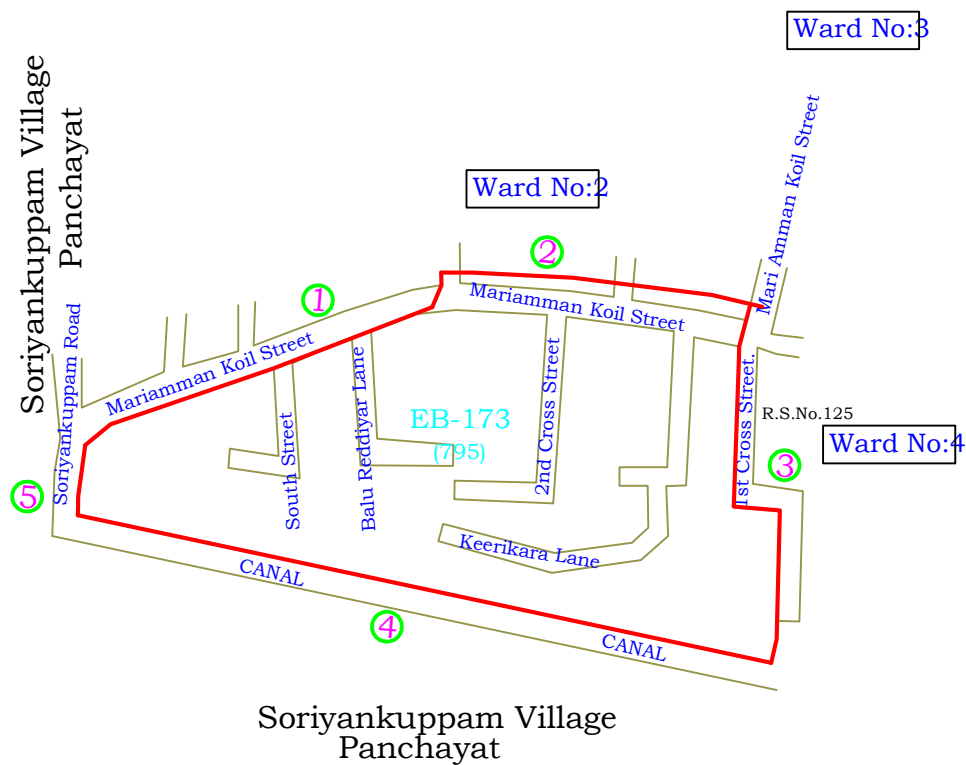 Ward No:3
Soriyankuppam Village
Panchayat
Mari Amman Koil Street
Ward No:2
2
1
Mariamman Koil Street
Mariamman Koil Street
Soriyankuppam Road
Balu Reddiyar Lane
2nd Cross Street
1st Cross Street.
EB-173
(795)
R.S.No.125
Ward No:4
South Street
3
5
Keerikara Lane
CANAL
4
CANAL
Soriyankuppam Village
Panchayat